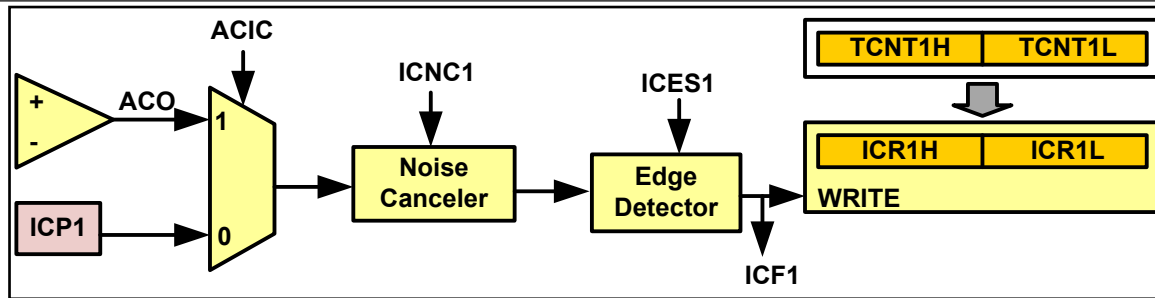 ACIC
TCNT1H TCNT1L
ICNC1
ICES1
+
ACO
-
1
Noise
Canceler
Edge
Detector
ICR1H ICR1L
WRITE
ICP1
0
ICF1